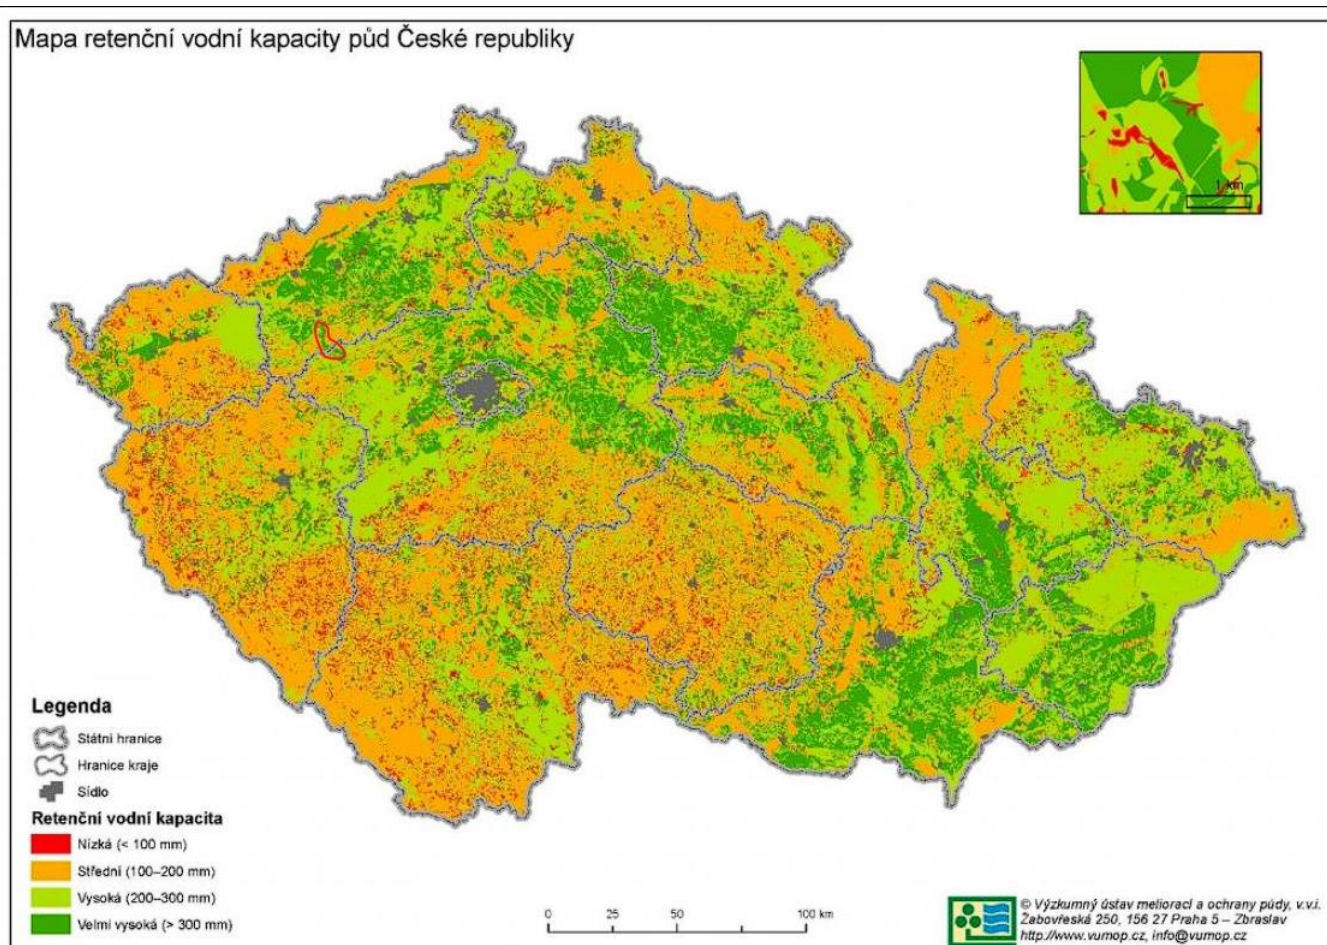 Mapa retenční vodní kapacity půd České republiky
1 km
Legenda
Státní hranice
Hranice kraje
Sídlo
Retenční vodní kapacita
Nízká (< 100 mm)
Střední (100–200 mm)
Vysoká (200–300 mm)
Velmi vysoká (> 300 mm)
0 25 50 100 km
© Výzkumný ústav meliorací a ochrany půdy, v.v.i.
Žabovřeská 250, 156 27 Praha 5 – Zbraslav
http://www.vumop.cz, info@vumop.cz